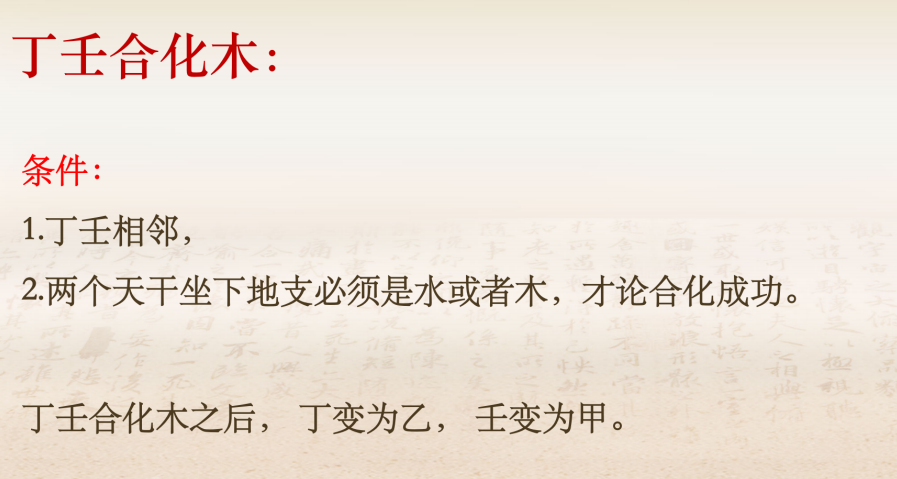 丁壬合化木：
条件：
1.丁壬相邻，
2.两个天干坐下地支必须是水或者木，才论合化成功。
丁壬合化木之后， 丁变为乙， 壬变为甲。